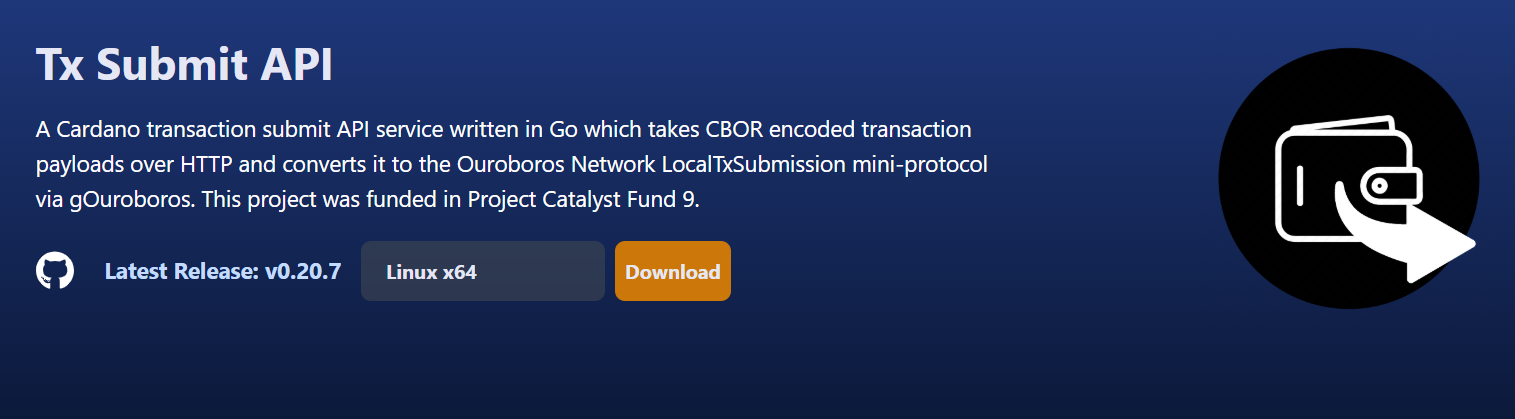 Tx Submit API
A Cardano transaction submit API service written in Go which takes CBOR encoded transaction
payloads over HTTP and converts it to the Ouroboros Network LocalTxSubmission mini-protocol
via gOuroboros. This project was funded in Project Catalyst Fund 9.
Latest Release: v0.20.7 Linux x64 Download